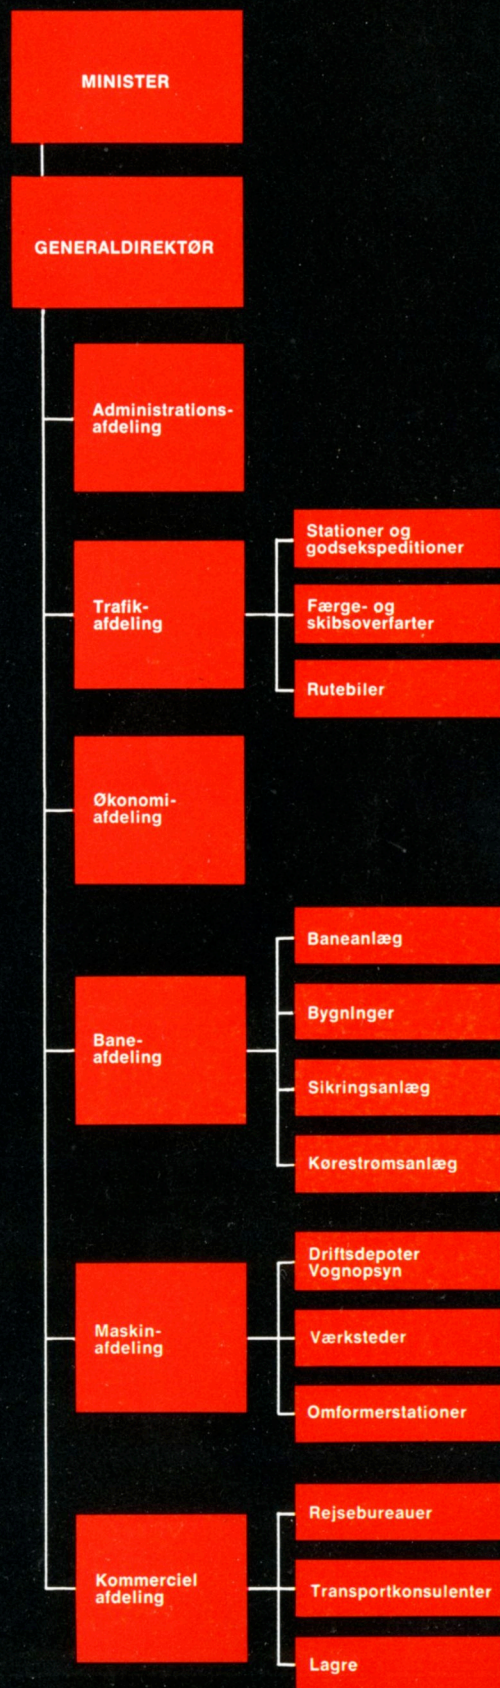 MINISTER
GENERALDIREKTØR
Administrations-
afdeling
Trafik-
afdeling
Stationer og
godsekspeditioner
Færge- og
skibsoverfarter
Rutebiler
Økonomi-
afdeling
Bane-
afdeling
Baneanlæg
Bygninger
Sikringsanlæg
Kørestrømsanlæg
Maskin-
afdeling
Driftsdepoter
Vognopsyn
Værksteder
Omformerstationer
Kommerciel
afdeling
Rejsebureauer
Transportkonsulenter
Lagre